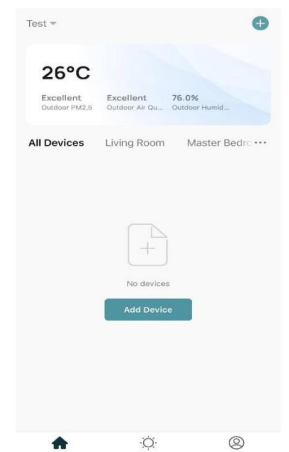 Test
26°C
Excellent Excellent 76.0%
Outdoor PM2.5 Outdoor Air Qu... Outdoor Humid...
All Devices Living Room Master Bedro ...
No devices
Add Device